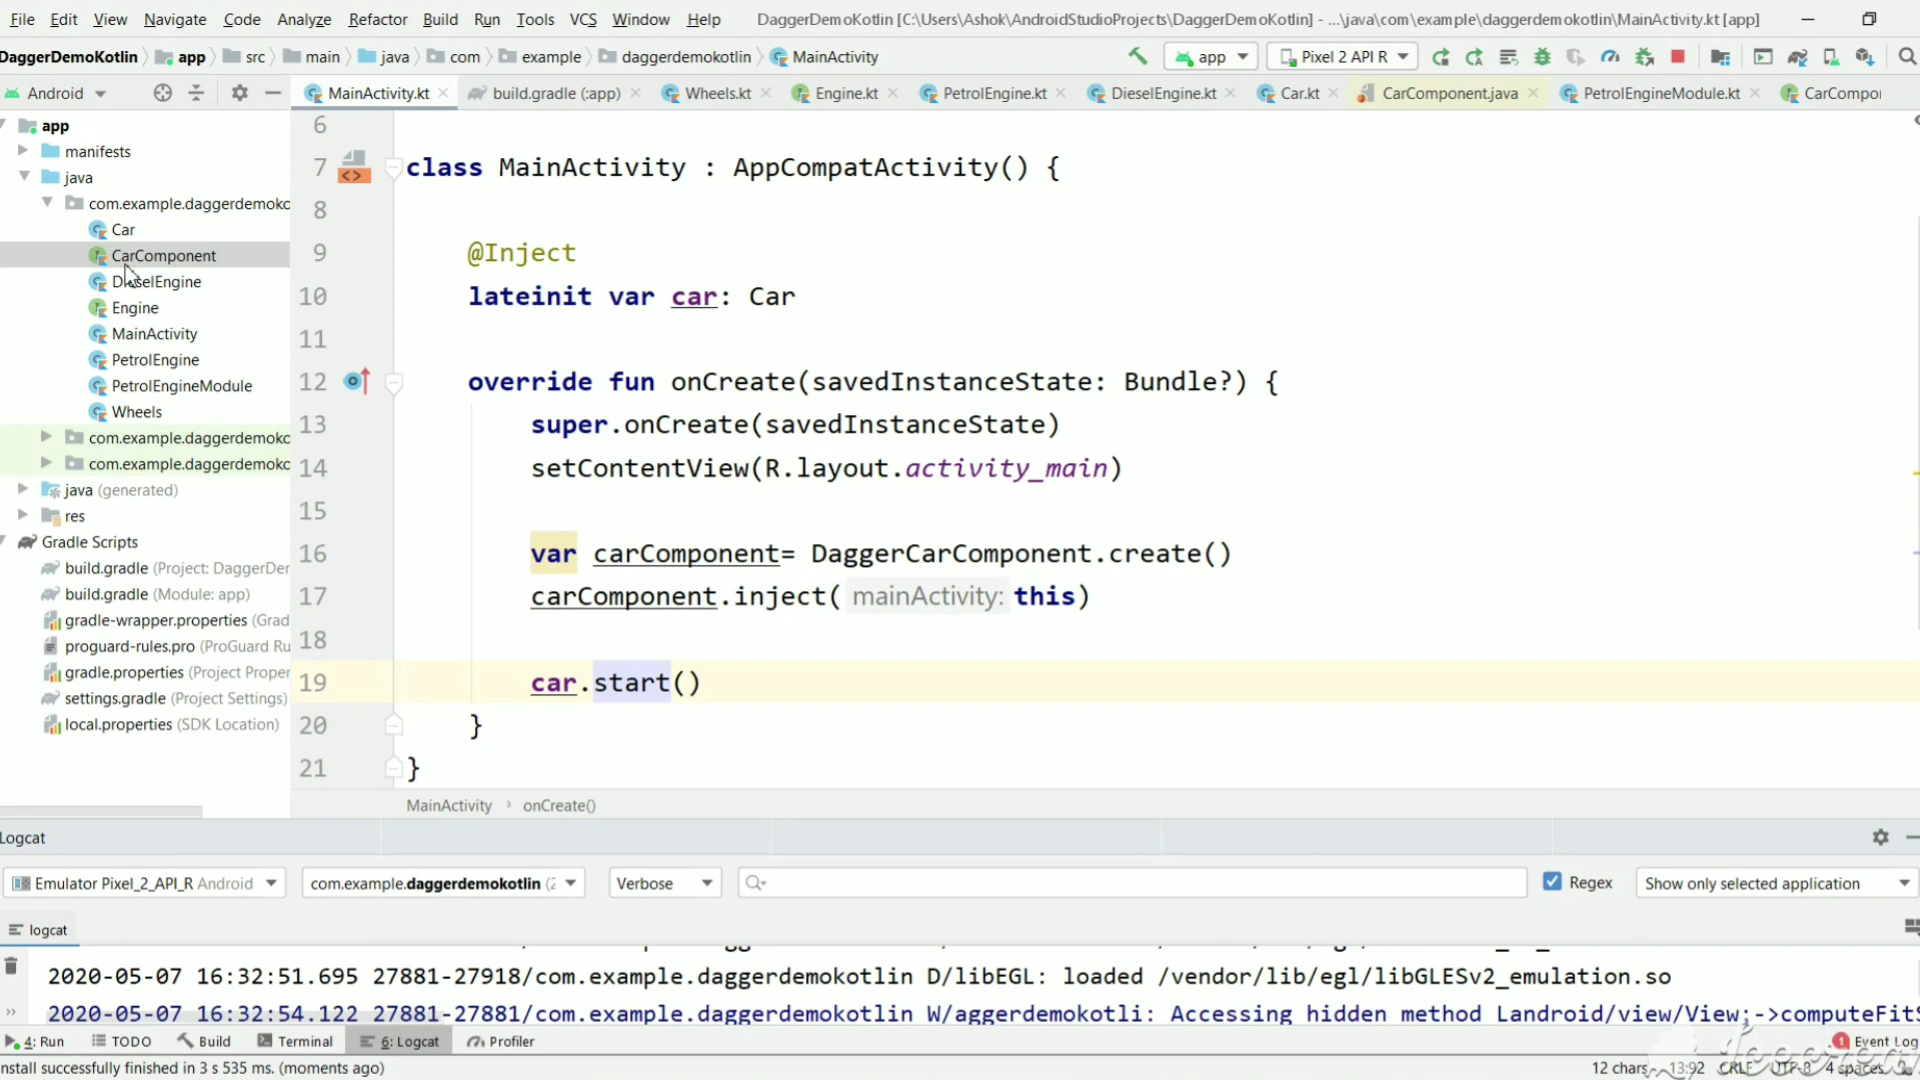 File Edit View Navigate Code Analyze Refactor Build Run Tools VCS Window Help DaggerDemoKotlin [C:\Users\Ashok\AndroidStudioProjects\DaggerDemoKotlin] - ...\java\com\example\daggerdemokotlin\MainActivity.kt [app]
DaggerDemoKotlin app src main java com example daggerdemokotlin MainActivity app Pixel 2 API R
Android MainActivity.kt build.gradle (:app) Wheels.kt Engine.kt PetrolEngine.kt DieselEngine.kt Car.kt CarComponent.java PetrolEngineModule.kt CarCompo
app
manifests
java
com.example.daggerdemoko
Car
CarComponent
DieselEngine
Engine
MainActivity
PetrolEngine
PetrolEngineModule
Wheels
com.example.daggerdemoko
com.example.daggerdemoko
java (generated)
res
Gradle Scripts
build.gradle (Project: DaggerDer
build.gradle (Module: app)
gradle-wrapper.properties (Grad
proguard-rules.pro (ProGuard Ru
gradle.properties (Project Proper
settings.gradle (Project Settings)
local.properties (SDK Location)
6
7 class MainActivity : AppCompatActivity() {
8
9 @Inject
10 lateinit var car: Car
11
12 override fun onCreate(savedInstanceState: Bundle?) {
13 super.onCreate(savedInstanceState)
14 setContentView(R.layout.activity_main)
15
16 var carComponent= DaggerCarComponent.create()
17 carComponent.inject( mainActivity: this)
18
19 car.start()
20 }
21 }
MainActivity › onCreate()
Logcat
Emulator Pixel_2_API_R Android com.example.daggerdemokotlin (2 Verbose Regex Show only selected application
logcat
2020-05-07 16:32:51.695 27881-27918/com.example.daggerdemokotlin D/libEGL: loaded /vendor/lib/egl/libGLESv2_emulation.so
2020-05-07 16:32:54.122 27881-27881/com.example.daggerdemokotlin W/aggerdemokotli: Accessing hidden method Landroid/view/View;->computeFitS
4: Run TODO Build Terminal 6: Logcat Profiler 1 Event Log
nstall successfully finished in 3 s 535 ms. (moments ago) 12 chars 13:92 CRLF UTF-8 4 spaces